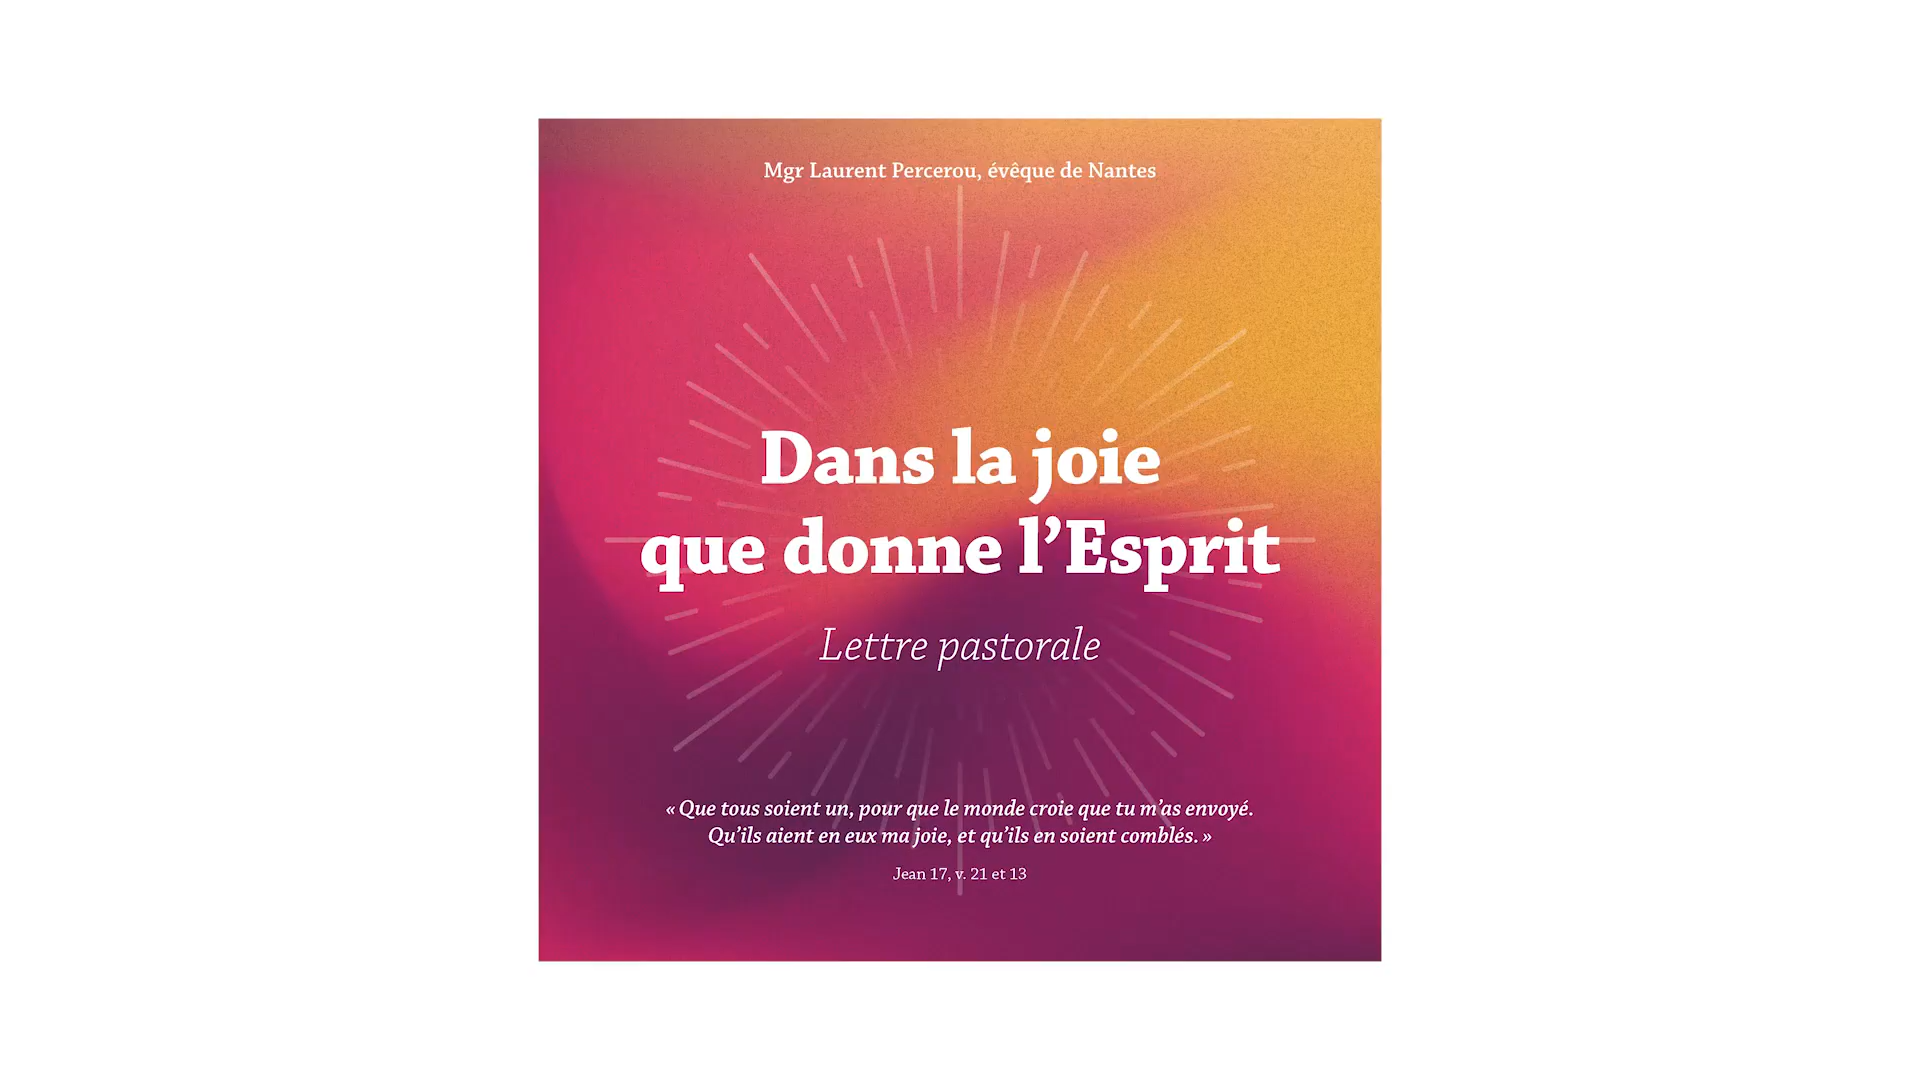 Mgr Laurent Percerou, évêque de Nantes
Dans la joie
que donne l’Esprit
Lettre pastorale
« Que tous soient un, pour que le monde croie que tu m’as envoyé.
Qu’ils aient en eux ma joie, et qu’ils en soient comblés. »
Jean 17, v. 21 et 13